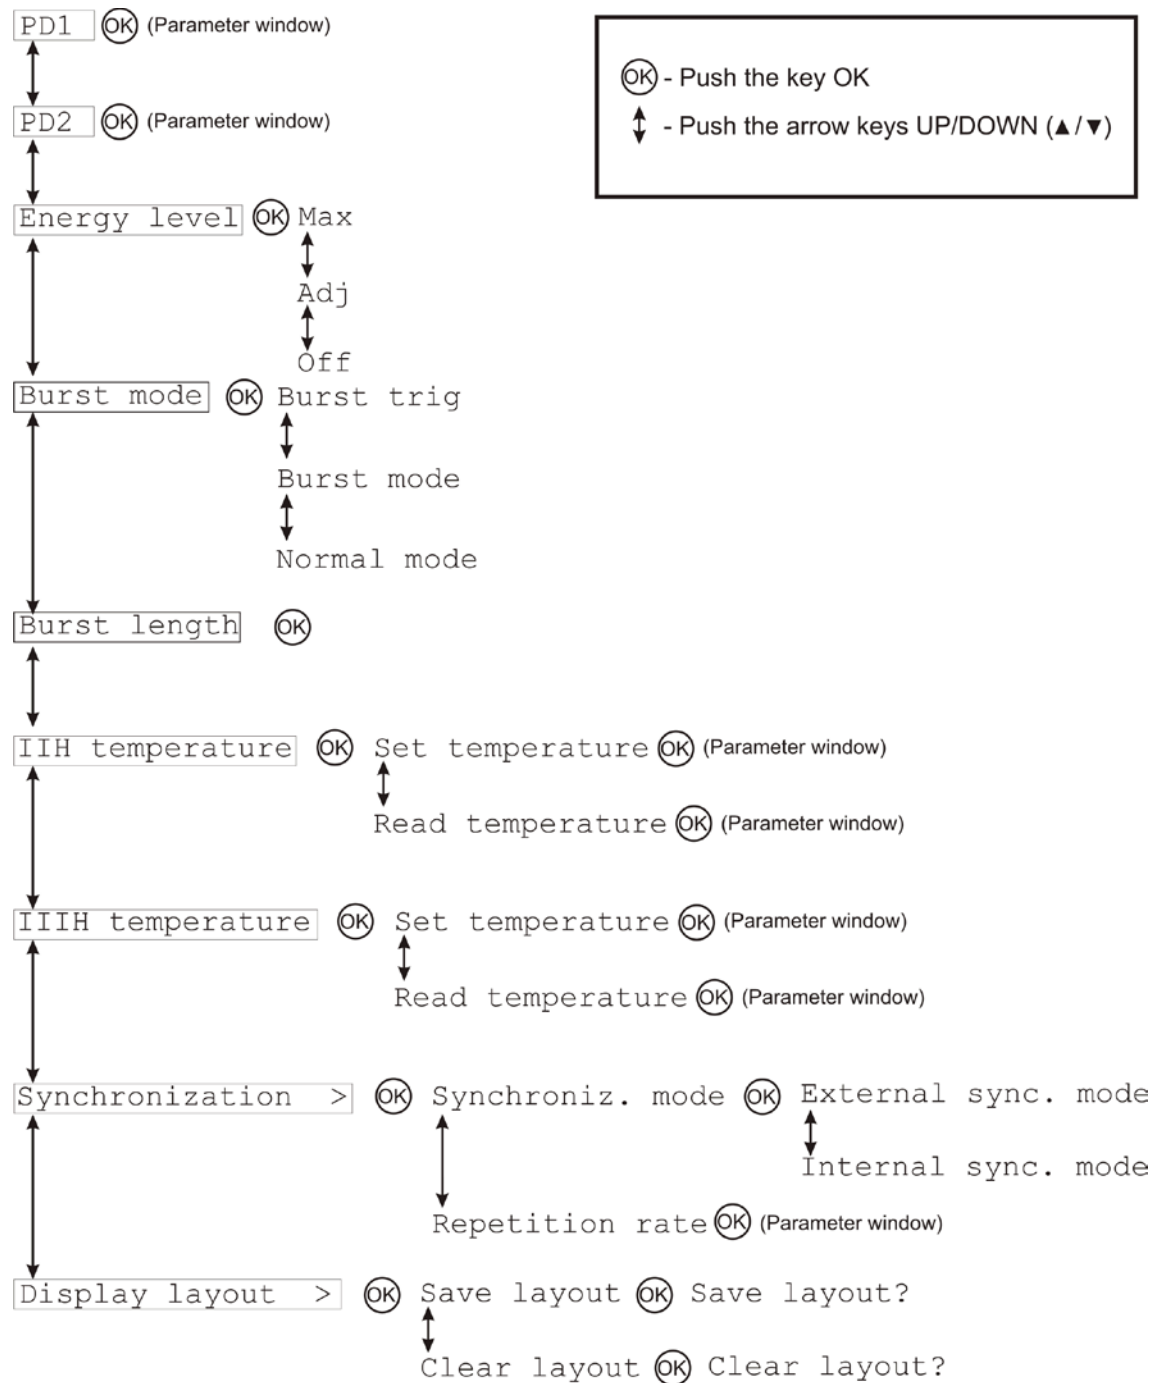 PD1 OK (Parameter window)
OK - Push the key OK
PD2 OK (Parameter window)
- Push the arrow keys UP/DOWN (▲/▼)
Energy level OK Max
Adj
Off
Burst mode OK Burst trig
Burst mode
Normal mode
Burst length OK
IIH temperature OK Set temperature OK (Parameter window)
Read temperature OK (Parameter window)
IIIH temperature OK Set temperature OK (Parameter window)
Read temperature OK (Parameter window)
Synchronization > OK Synchroniz. mode OK External sync. mode
Internal sync. mode
Repetition rate OK (Parameter window)
Display layout > OK Save layout OK Save layout?
Clear layout OK Clear layout?